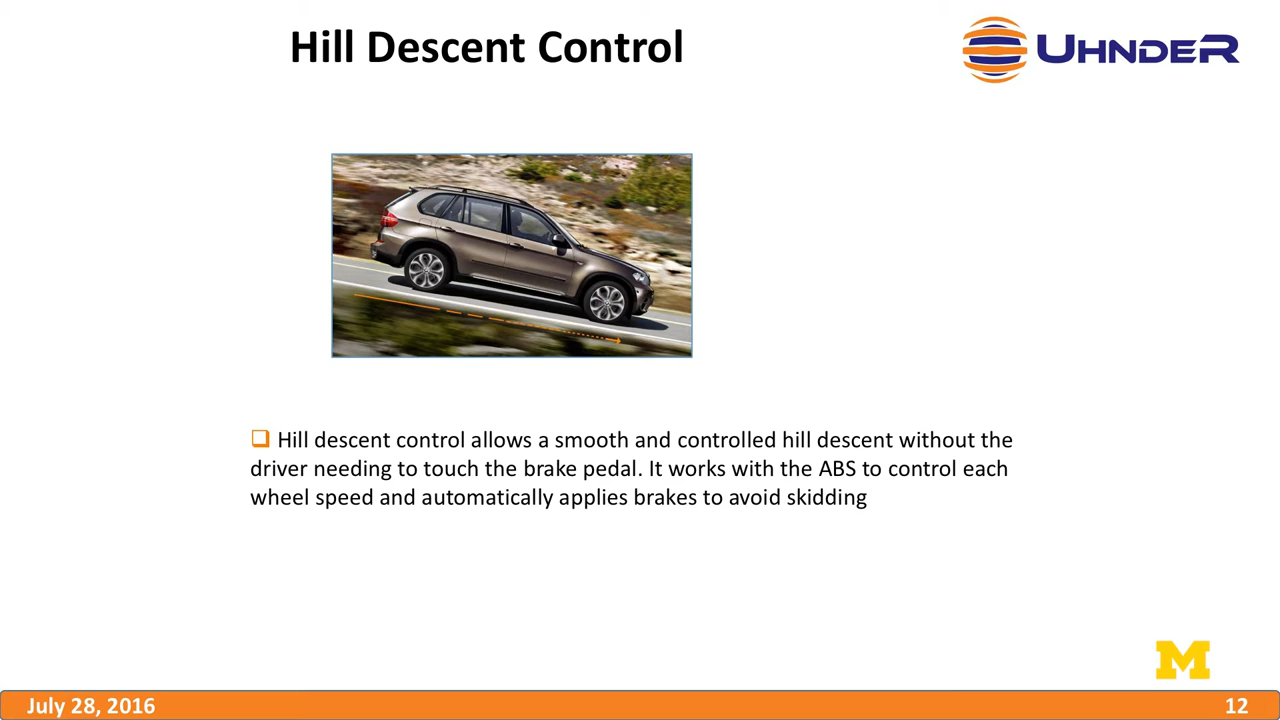 Hill Descent Control
UHNDER
❑ Hill descent control allows a smooth and controlled hill descent without the
driver needing to touch the brake pedal. It works with the ABS to control each
wheel speed and automatically applies brakes to avoid skidding
M
July 28, 2016
12